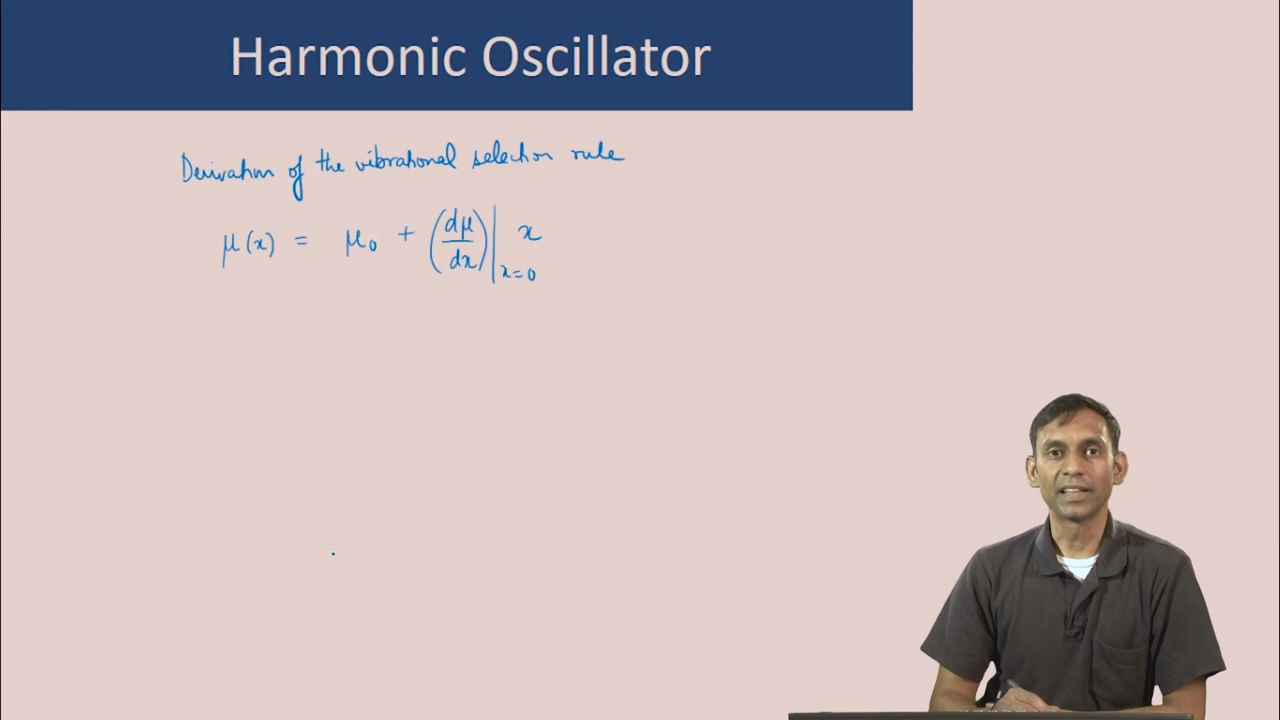 Harmonic Oscillator
Derivation of the vibrational selection rule
μ(x) = μ₀ + (dμ/dx)|ₓ₌₀ x